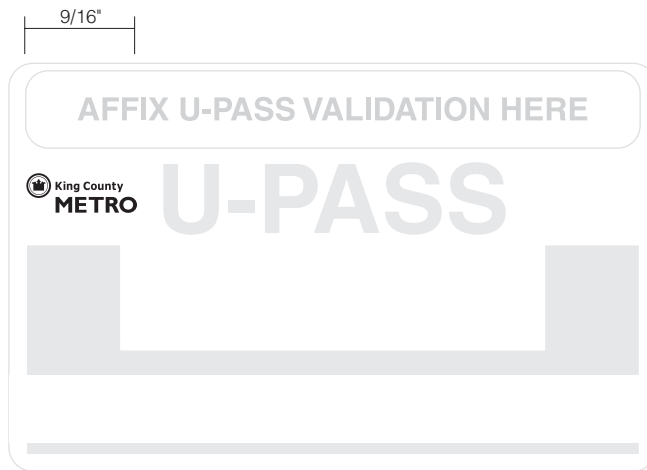 9/16"
AFFIX U-PASS VALIDATION HERE
King County
METRO
U-PASS